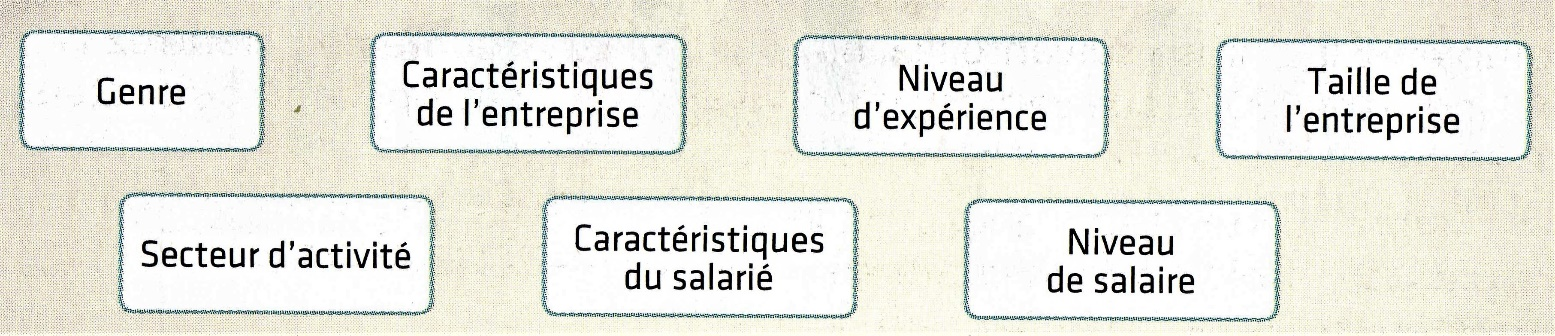 Genre
Caractéristiques
de l'entreprise
Niveau
d'expérience
Taille de
l'entreprise
Secteur d'activité
Caractéristiques
du salarié
Niveau
de salaire